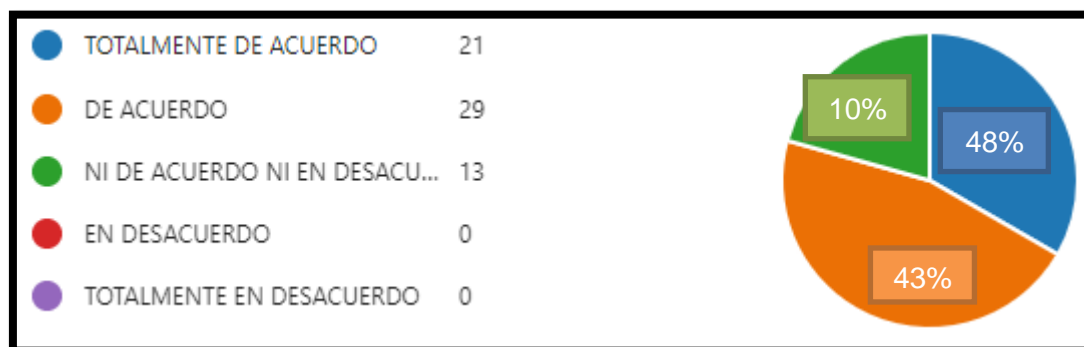 TOTALMENTE DE ACUERDO 21
DE ACUERDO 29
NI DE ACUERDO NI EN DESACU... 13
EN DESACUERDO 0
TOTALMENTE EN DESACUERDO 0
10%
48%
43%